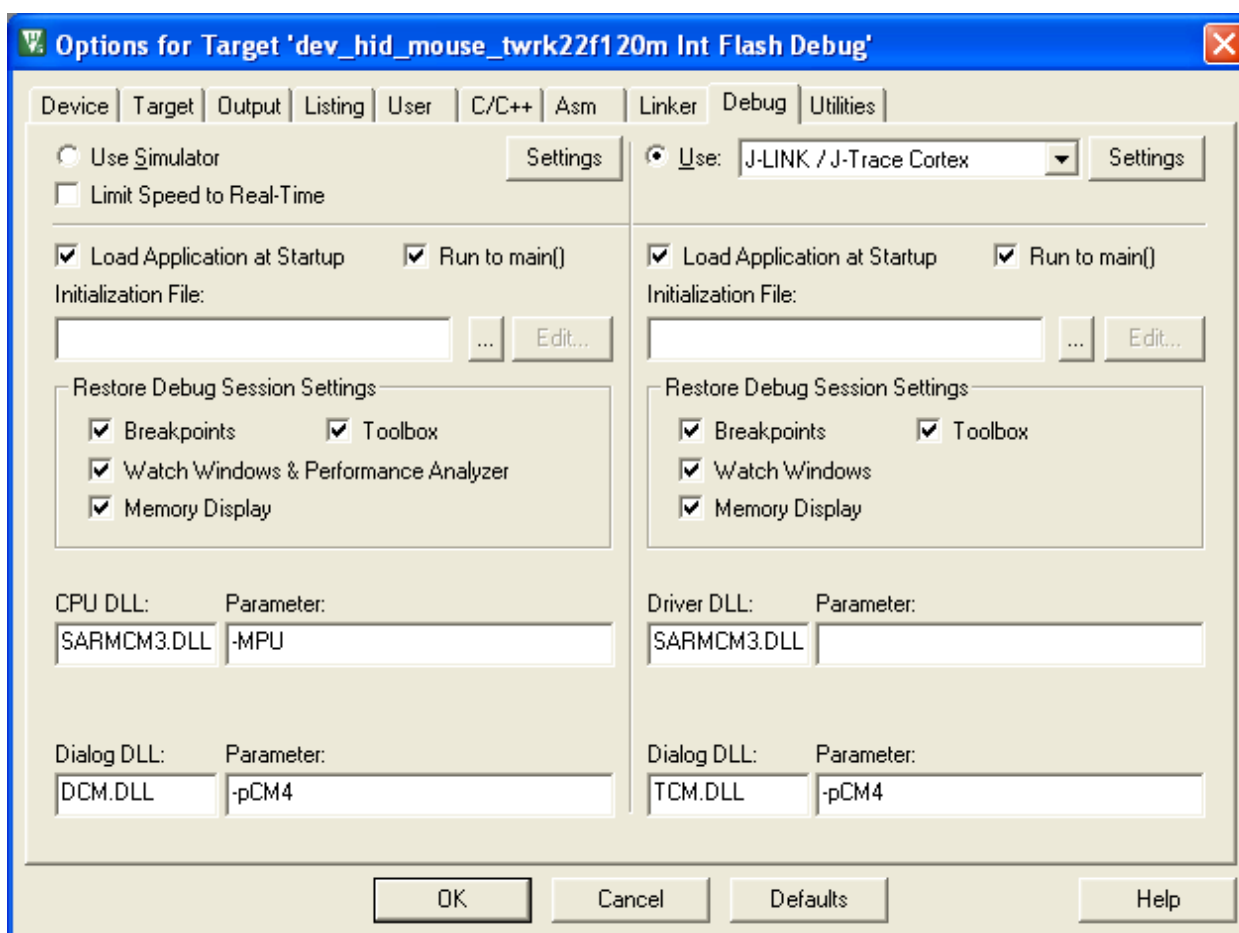 Options for Target 'dev_hid_mouse_twrk22f120m Int Flash Debug'
Device Target Output Listing User C/C++ Asm Linker Debug Utilities
Use Simulator Settings
Limit Speed to Real-Time
Use: J-LINK / J-Trace Cortex Settings
Load Application at Startup Run to main()
Initialization File:
... Edit...
Restore Debug Session Settings
Breakpoints Toolbox
Watch Windows & Performance Analyzer
Memory Display
CPU DLL: Parameter:
SARMCM3.DLL -MPU
Dialog DLL: Parameter:
DCM.DLL -pCM4
Load Application at Startup Run to main()
Initialization File:
... Edit...
Restore Debug Session Settings
Breakpoints Toolbox
Watch Windows
Memory Display
Driver DLL: Parameter:
SARMCM3.DLL
Dialog DLL: Parameter:
TCM.DLL -pCM4
OK Cancel Defaults Help